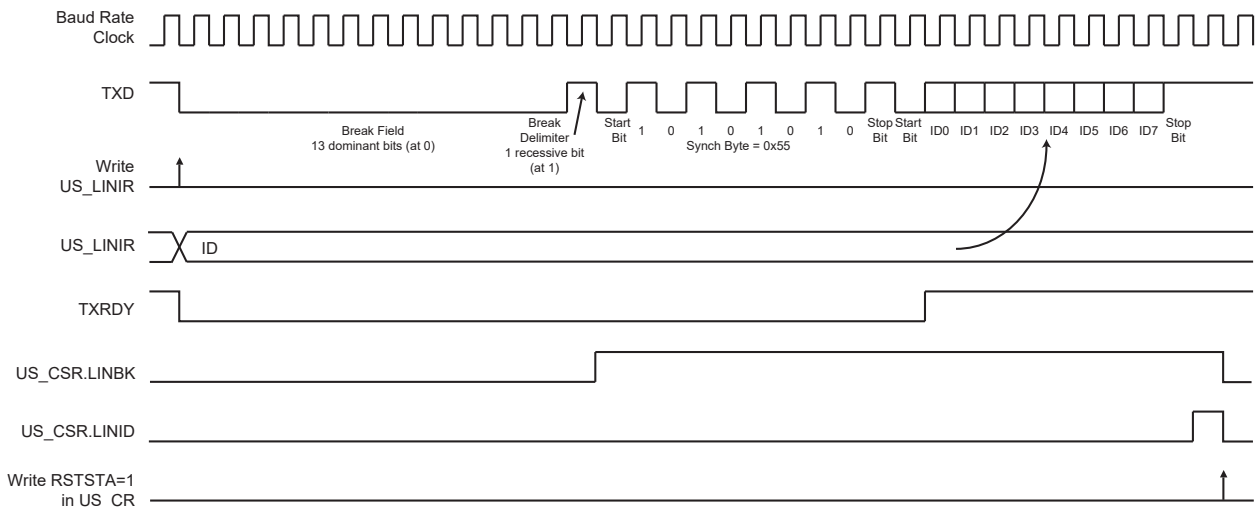 Baud Rate
Clock
TXD
Break Field
13 dominant bits (at 0)
Break
Delimiter
1 recessive bit
(at 1)
Start
Bit
1 0 1 0 1 0 1 0
Synch Byte = 0x55
Stop
Bit
Start
Bit
ID0 ID1 ID2 ID3 ID4 ID5 ID6 ID7
Stop
Bit
Write
US_LINIR
US_LINIR
ID
TXRDY
US_CSR.LINBK
US_CSR.LINID
Write RSTSTA=1
in US_CR